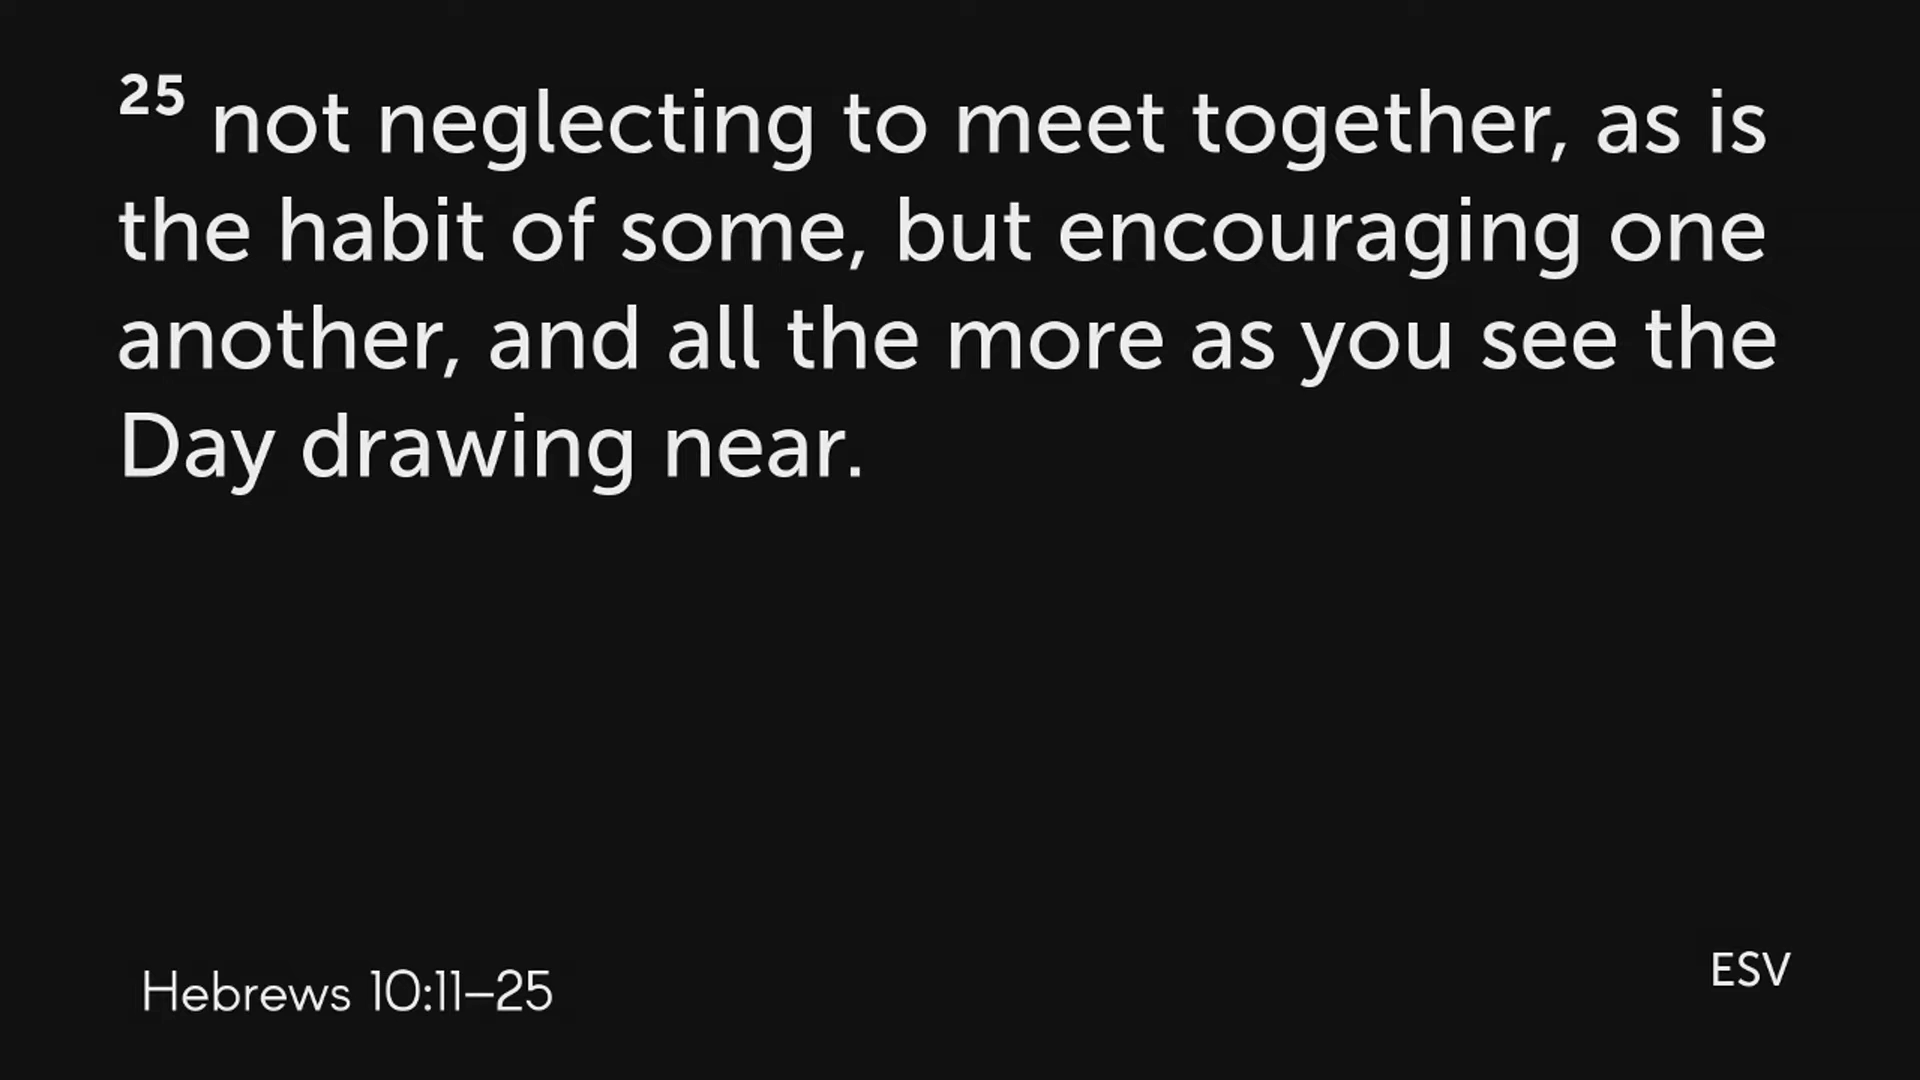 25 not neglecting to meet together, as is
the habit of some, but encouraging one
another, and all the more as you see the
Day drawing near.
Hebrews 10:11–25
ESV